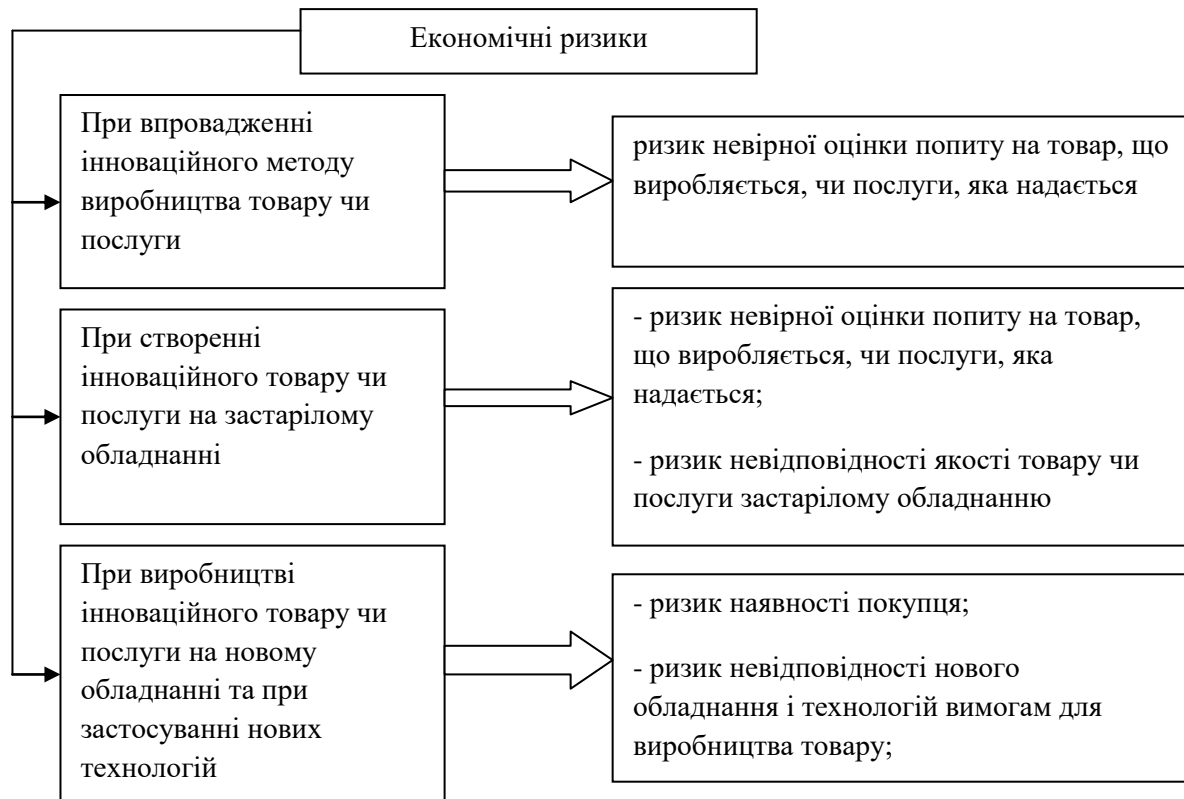 Економічні ризики
При впровадженні
інноваційного методу
виробництва товару чи
послуги
ризик невірної оцінки попиту на товар, що
виробляється, чи послуги, яка надається
При створенні
інноваційного товару чи
послуги на застарілому
обладнанні
- ризик невірної оцінки попиту на товар,
що виробляється, чи послуги, яка
надається;
- ризик невідповідності якості товару чи
послуги застарілому обладнанню
При виробництві
інноваційного товару чи
послуги на новому
обладнанні та при
застосуванні нових
технологій
- ризик наявності покупця;
- ризик невідповідності нового
обладнання і технологій вимогам для
виробництва товару;